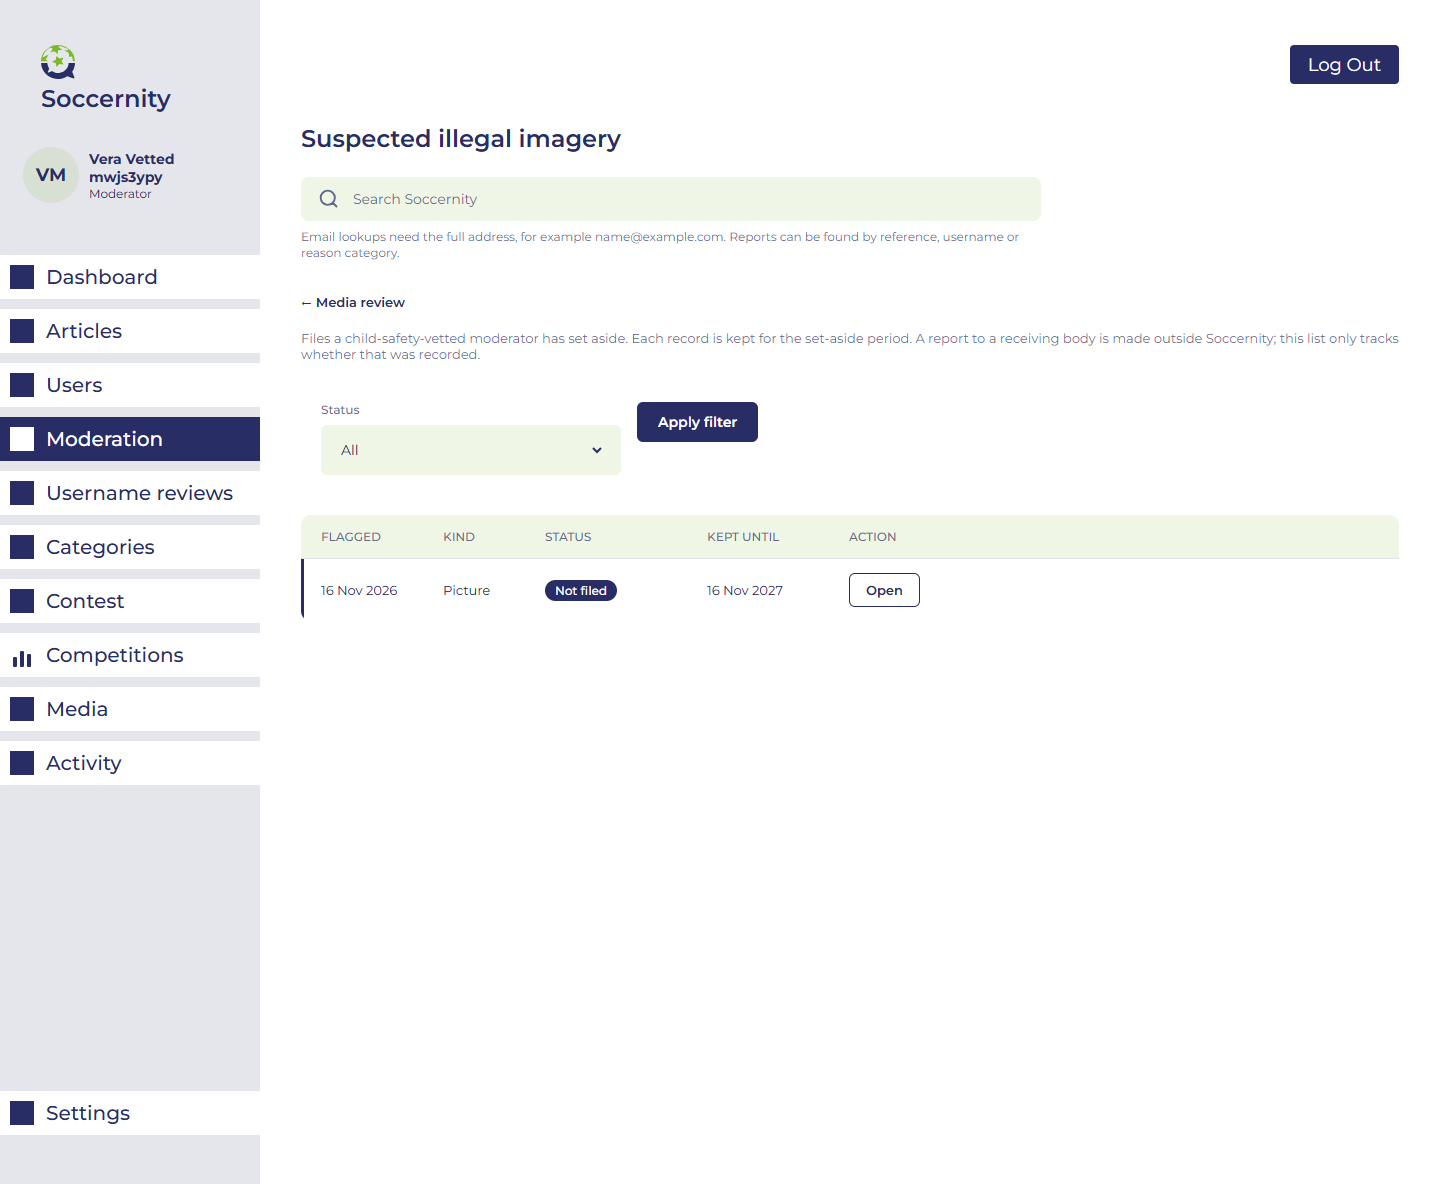 Soccernity
VM
Vera Vetted
mwjs3ypy
Moderator
Dashboard
Articles
Users
Moderation
Username reviews
Categories
Contest
Competitions
Media
Activity
Settings
Log Out
Suspected illegal imagery
Search Soccernity
Email lookups need the full address, for example name@example.com. Reports can be found by reference, username or
reason category.
← Media review
Files a child-safety-vetted moderator has set aside. Each record is kept for the set-aside period. A report to a receiving body is made outside Soccernity; this list only tracks
whether that was recorded.
Status
All
Apply filter
FLAGGED KIND STATUS KEPT UNTIL ACTION
16 Nov 2026 Picture Not filed 16 Nov 2027 Open